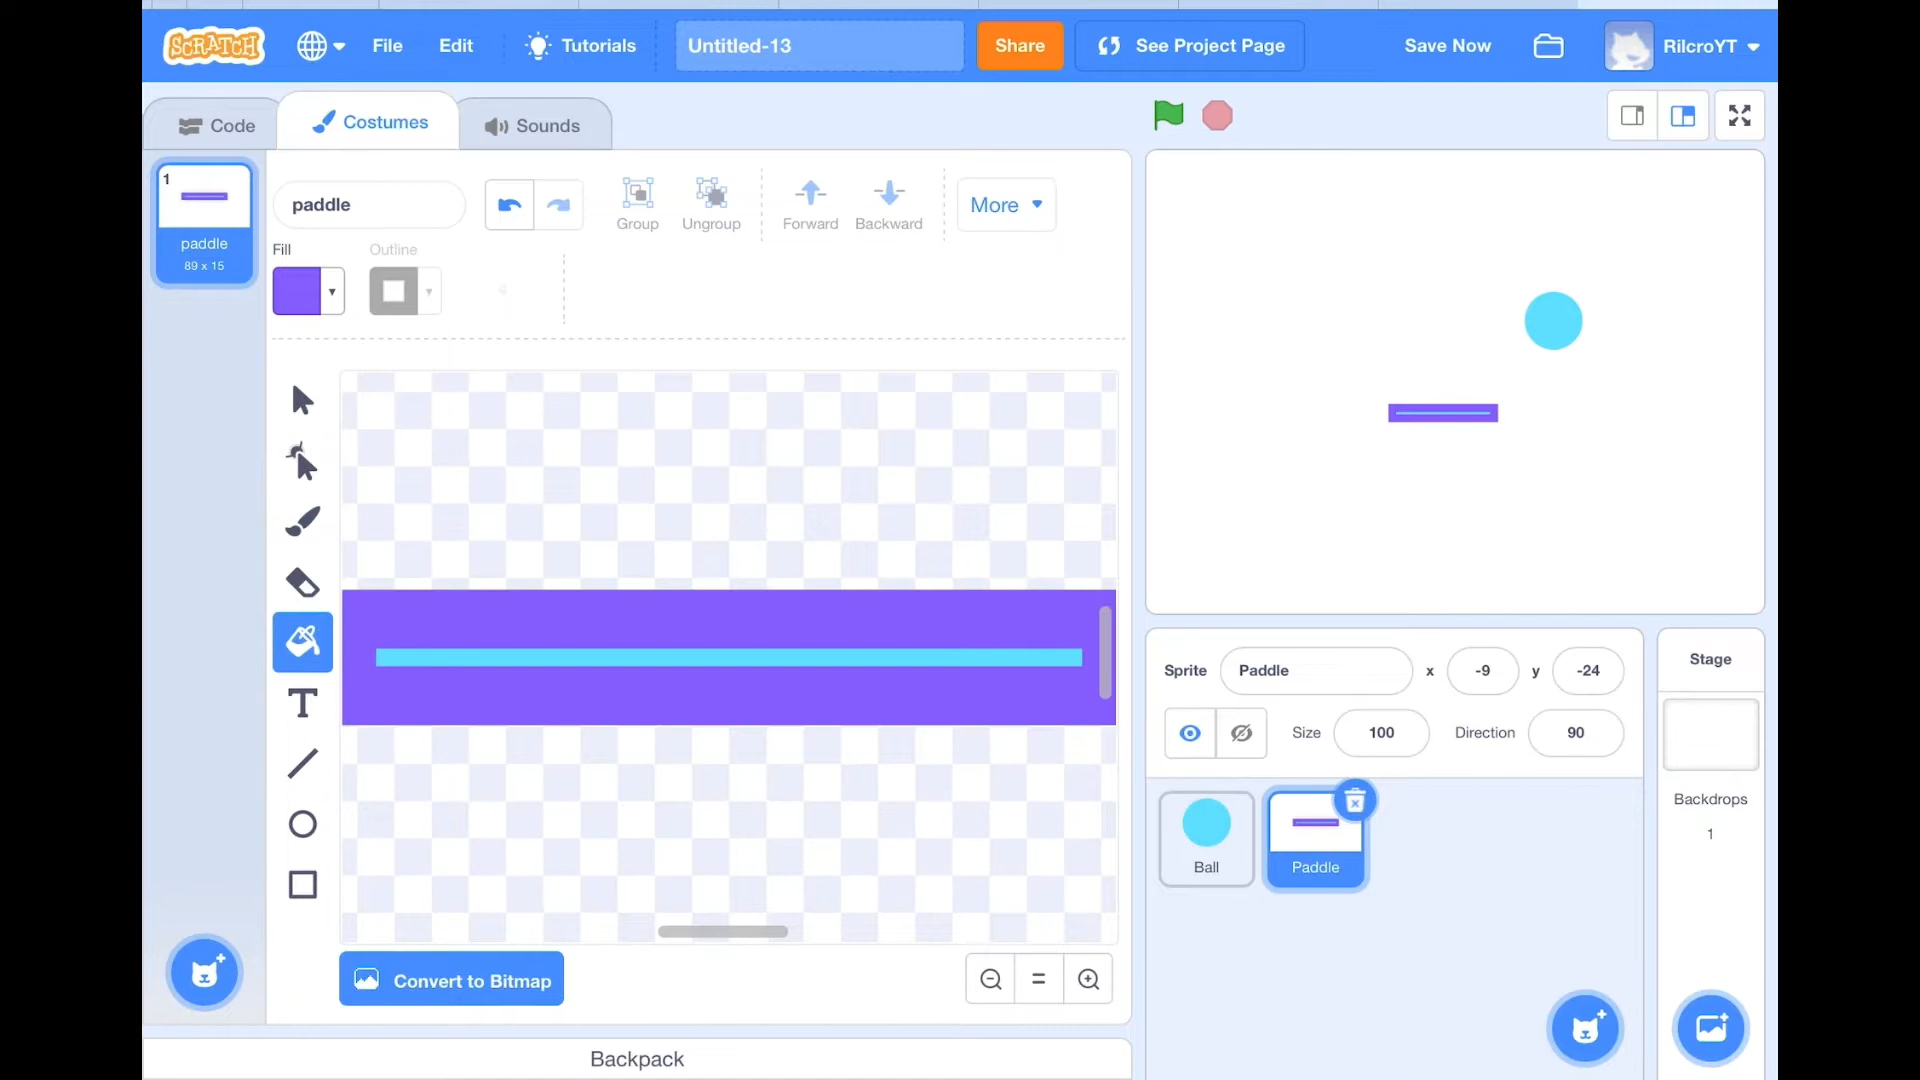 SCRATCH
File
Edit
Tutorials
Untitled-13
Share
See Project Page
Save Now
RilcroYT
Code
Costumes
Sounds
1
paddle
89 x 15
paddle
Group
Ungroup
Forward
Backward
More
Fill
Outline
T
Convert to Bitmap
Backpack
Sprite
Paddle
x
-9
y
-24
Size
100
Direction
90
Ball
Paddle
Stage
Backdrops
1